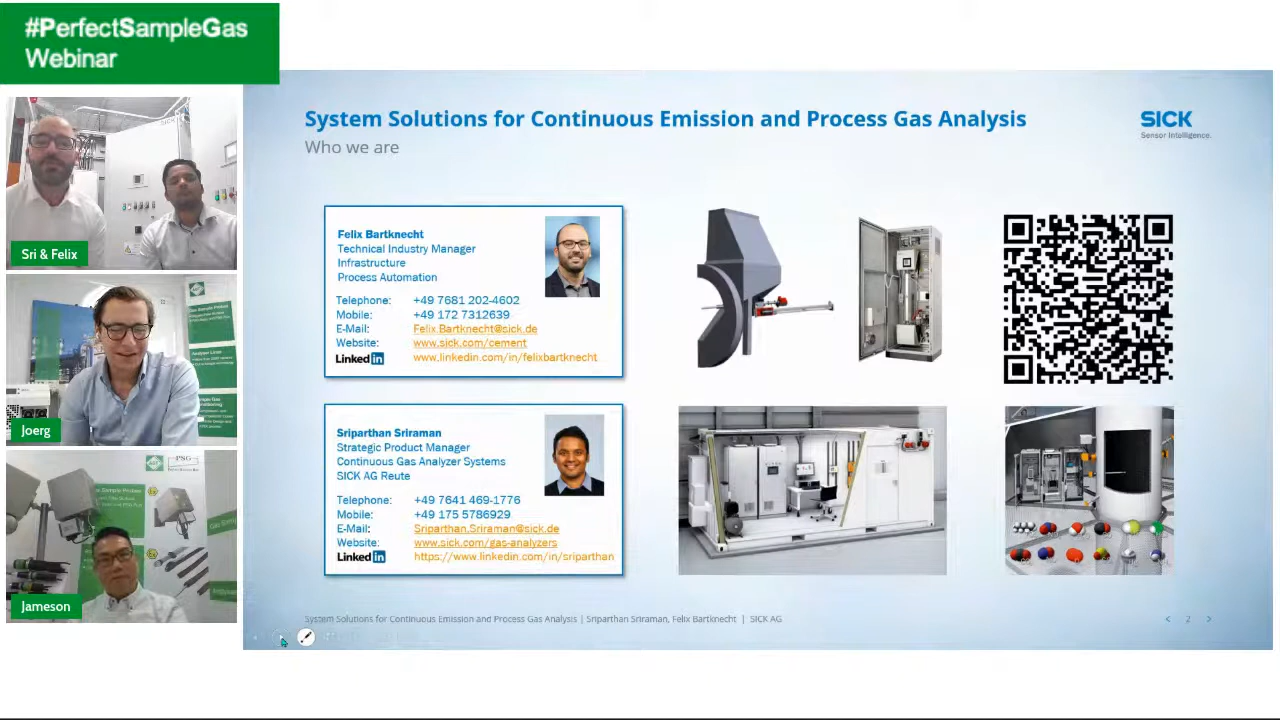 #PerfectSampleGas
Webinar
System Solutions for Continuous Emission and Process Gas Analysis
Who we are
SICK
Sensor Intelligence.
Sri & Felix
Joerg
Jameson
Felix Bartknecht
Technical Industry Manager
Infrastructure
Process Automation
Telephone: +49 7681 202-4602
Mobile: +49 172 7312639
E-Mail: Felix.Bartknecht@sick.de
Website: www.sick.com/cement
Linked in www.linkedin.com/in/felixbartknecht
Sriparthan Sriraman
Strategic Product Manager
Continuous Gas Analyzer Systems
SICK AG Reute
Telephone: +49 7641 469-1776
Mobile: +49 175 5786929
E-Mail: Sriparthan.Sriraman@sick.de
Website: www.sick.com/gas-analyzers
Linked in https://www.linkedin.com/in/sriparthan
System Solutions for Continuous Emission and Process Gas Analysis | Sriparthan Sriraman, Felix Bartknecht | SICK AG
< 2 >